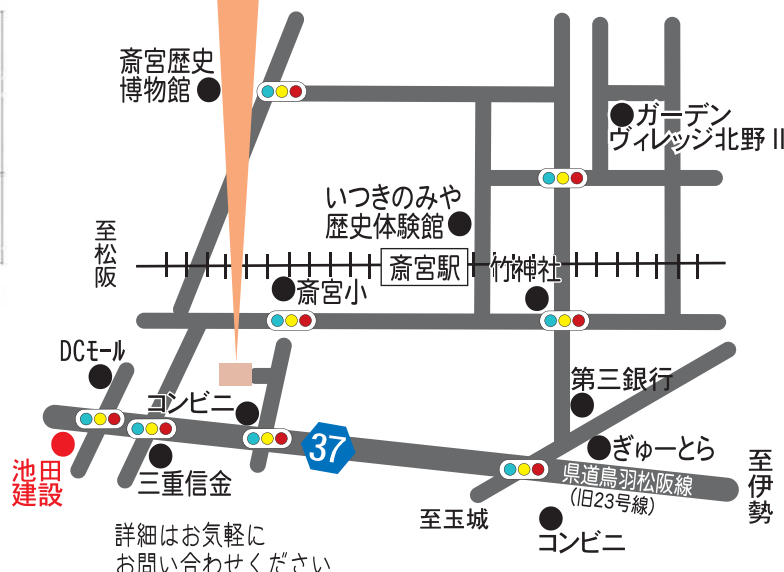 斎宮歴史
博物館
ガーデン
ヴィレッジ北野Ⅱ
いつきのみや
歴史体験館
至松阪
斎宮駅
竹神社
斎宮小
DCモール
コンビニ
第三銀行
37
ぎゅーとら
池田
建設
三重信金
県道鳥羽松阪線
(旧23号線)
至伊勢
至玉城
コンビニ
詳細はお気軽に
お問い合わせください